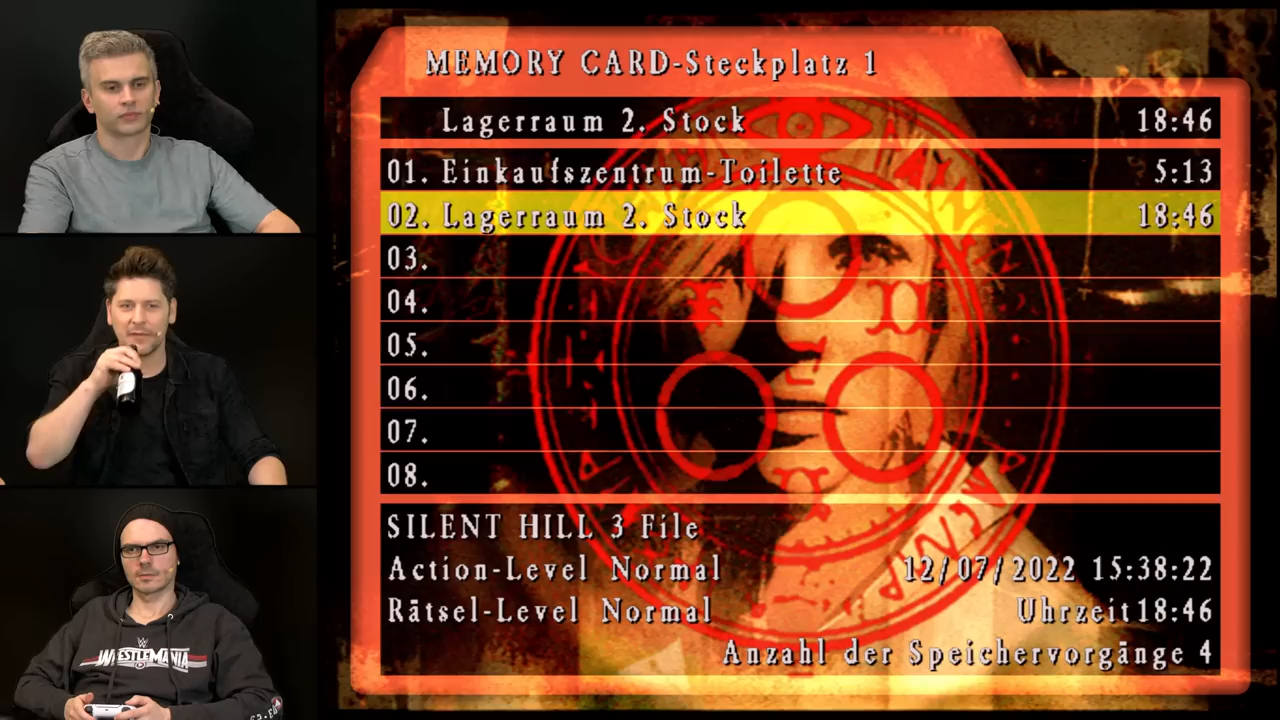 MEMORY CARD-Steckplatz 1
Lagerraum 2. Stock 18:46
01. Einkaufszentrum-Toilette 5:13
02. Lagerraum 2. Stock 18:46
03.
04.
05.
06.
07.
08.
SILENT HILL 3 File
Action-Level Normal 12/07/2022 15:38:22
Rätsel-Level Normal Uhrzeit18:46
Anzahl der Speichervorgänge 4
WRESTLEMANIA